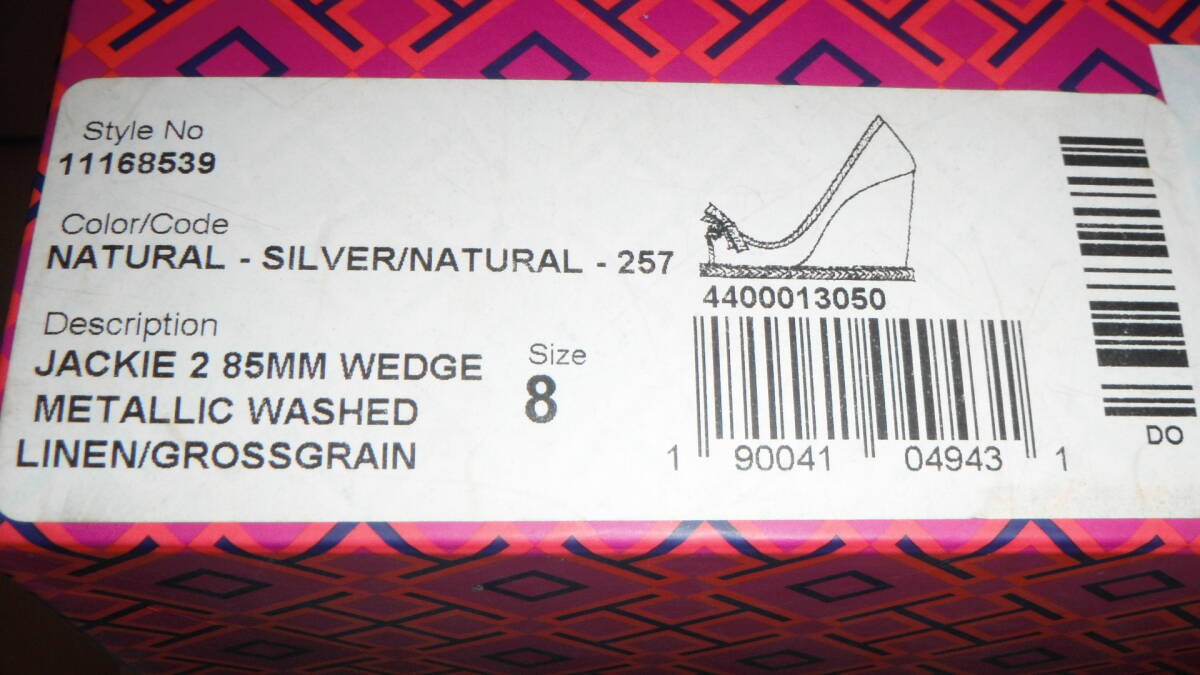 Style No
11168539
Color/Code
NATURAL - SILVER/NATURAL - 257
Description
JACKIE 2 85MM WEDGE
METALLIC WASHED
LINEN/GROSSGRAIN
Size
8
4400013050
1 90041 04943 1
DO